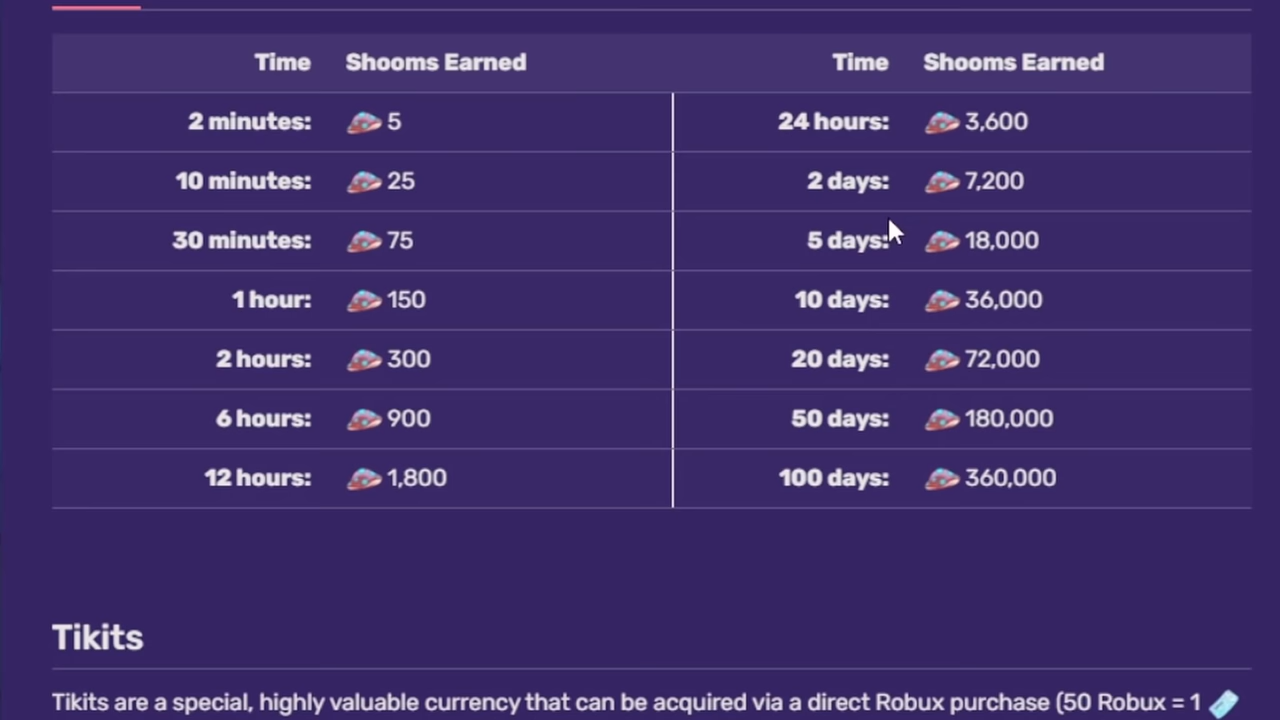 Time Shooms Earned Time Shooms Earned
2 minutes: 5 24 hours: 3,600
10 minutes: 25 2 days: 7,200
30 minutes: 75 5 days: 18,000
1 hour: 150 10 days: 36,000
2 hours: 300 20 days: 72,000
6 hours: 900 50 days: 180,000
12 hours: 1,800 100 days: 360,000
Tikits
Tikits are a special, highly valuable currency that can be acquired via a direct Robux purchase (50 Robux = 1